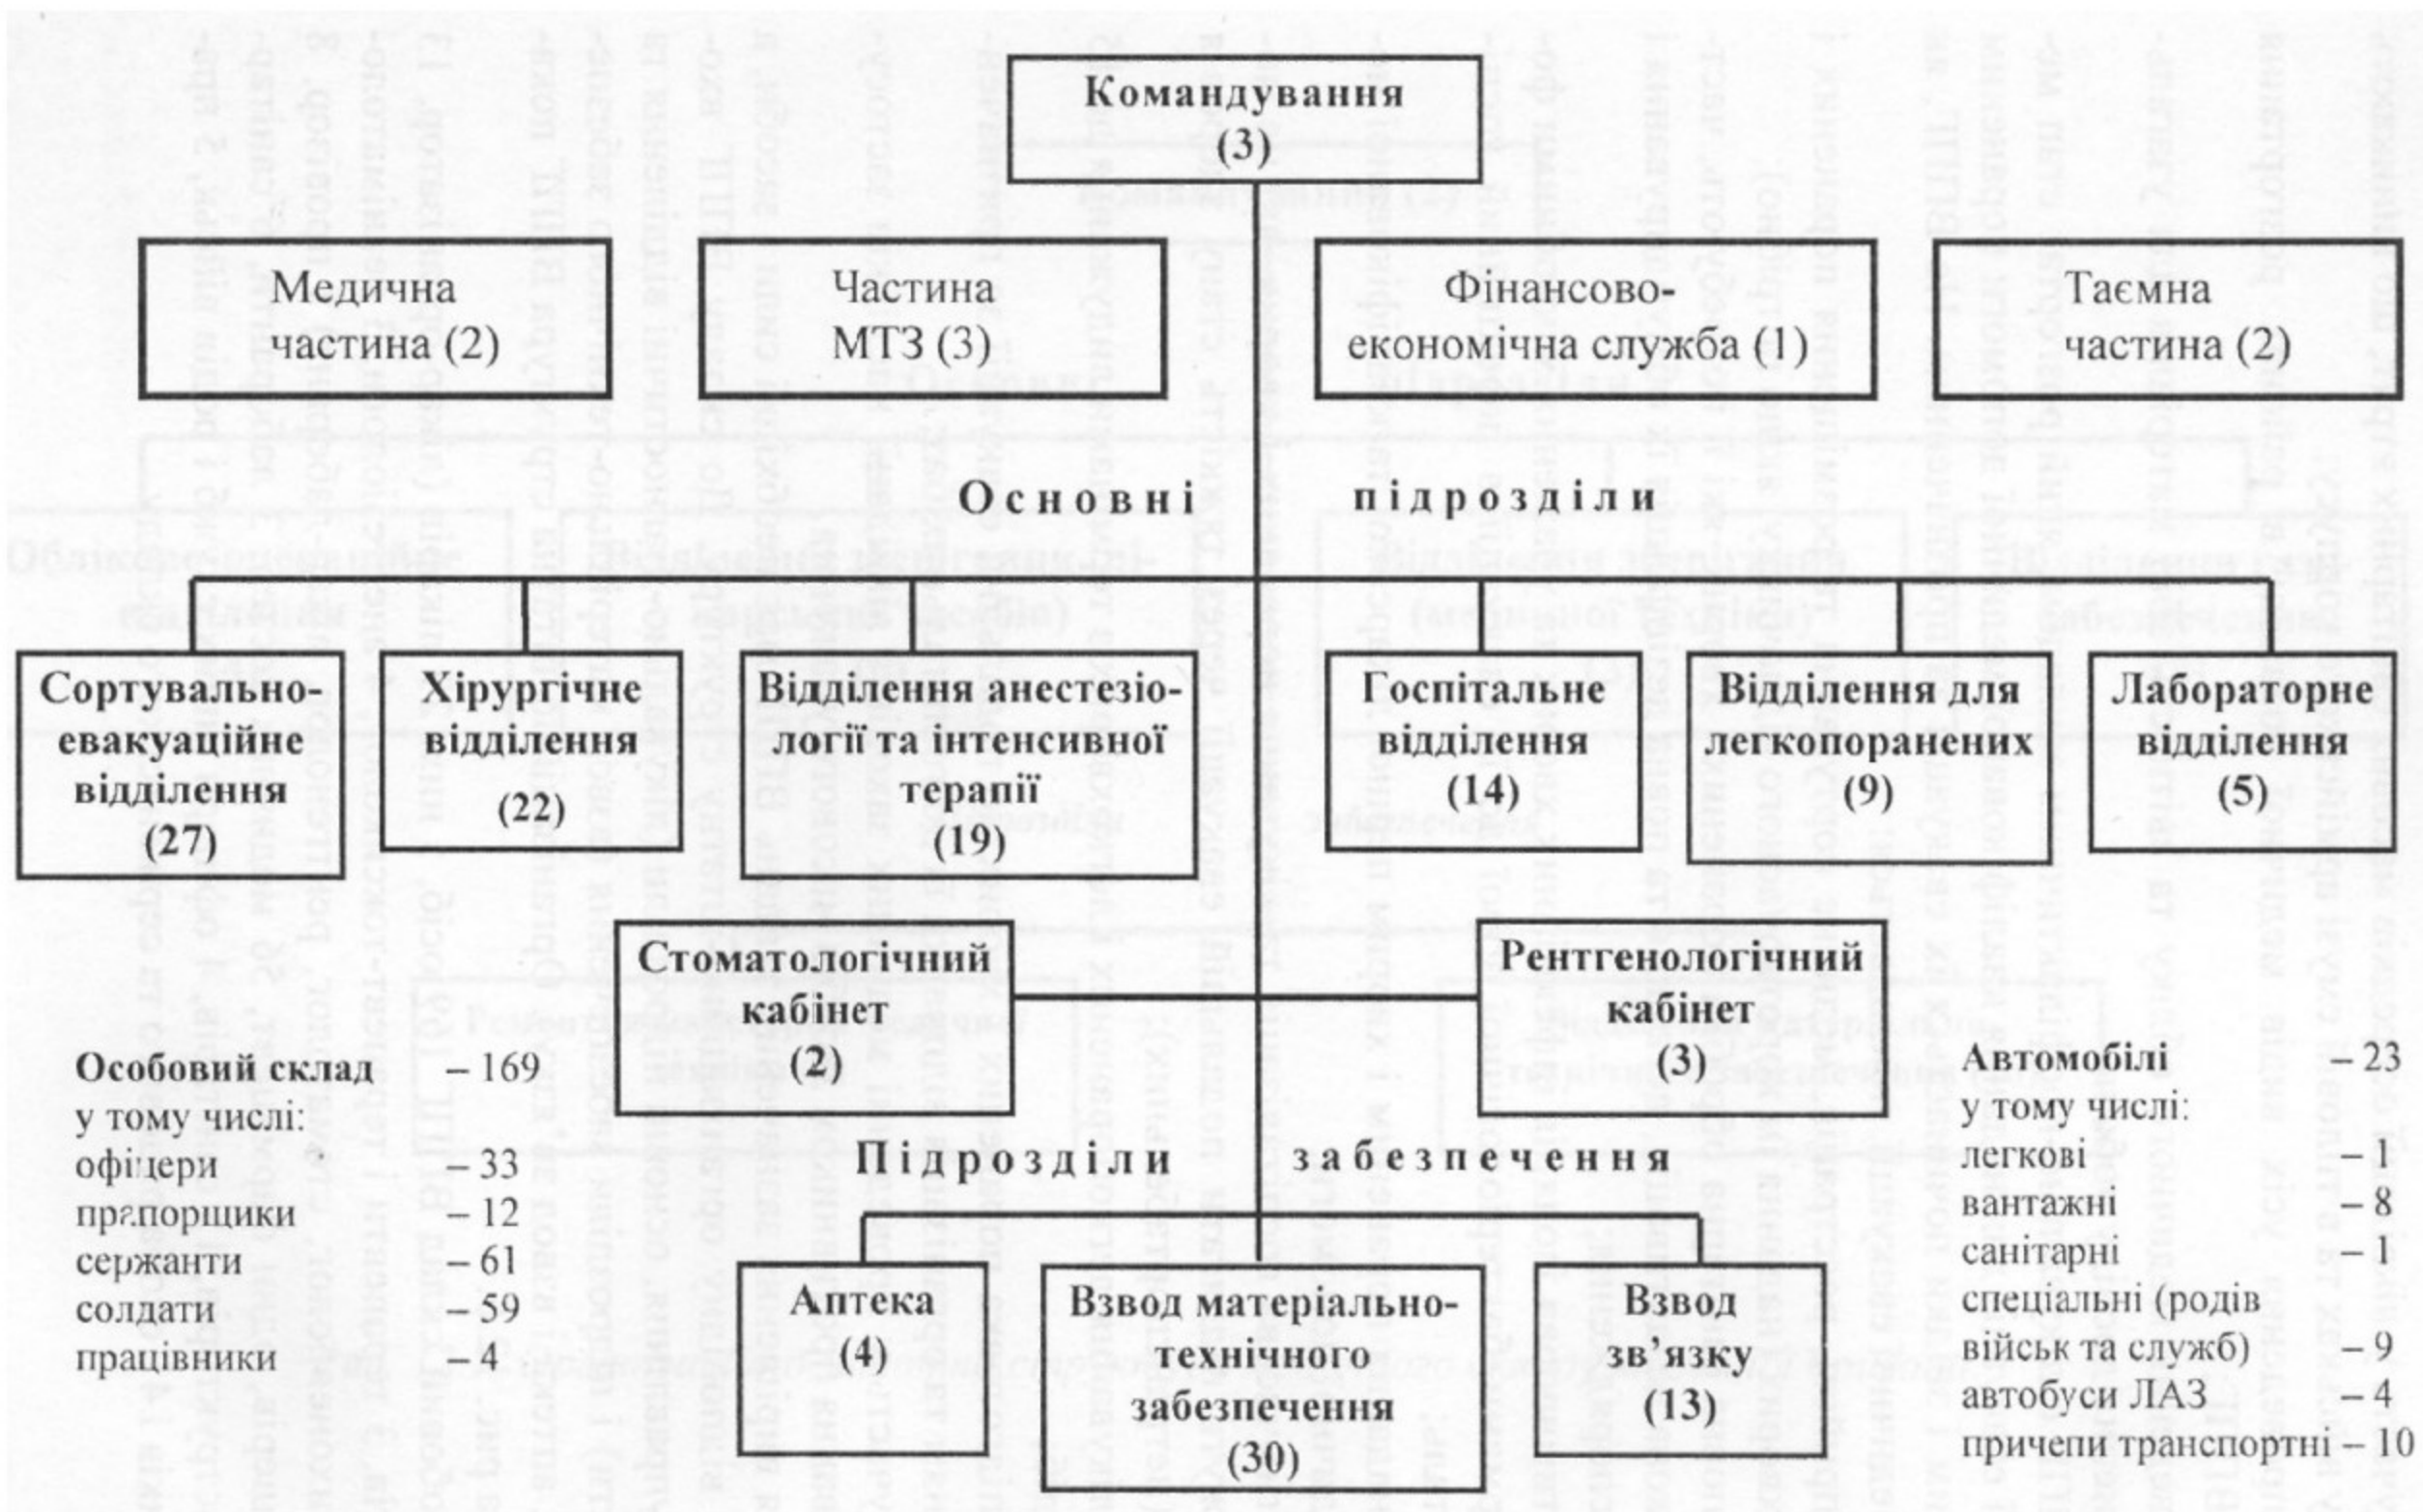 Командування
(3)
Медична
частина (2)
Частина
МТЗ (3)
Фінансово-
економічна служба (1)
Таємна
частина (2)
Основні підрозділи
Сортувально-
евакуаційне
відділення
(27)
Хірургічне
відділення
(22)
Відділення анестезіо-
логії та інтенсивної
терапії
(19)
Госпітальне
відділення
(14)
Відділення для
легкопоранених
(9)
Лабораторне
відділення
(5)
Стоматологічний
кабінет
(2)
Рентгенологічний
кабінет
(3)
Особовий склад – 169
у тому числі:
офіцери – 33
прапорщики – 12
сержанти – 61
солдати – 59
працівники – 4
Підрозділи забезпечення
Аптека
(4)
Взвод матеріально-
технічного
забезпечення
(30)
Взвод
зв’язку
(13)
Автомобілі – 23
у тому числі:
легкові – 1
вантажні – 8
санітарні – 1
спеціальні (родів
військ та служб) – 9
автобуси ЛАЗ – 4
причепи транспортні – 10